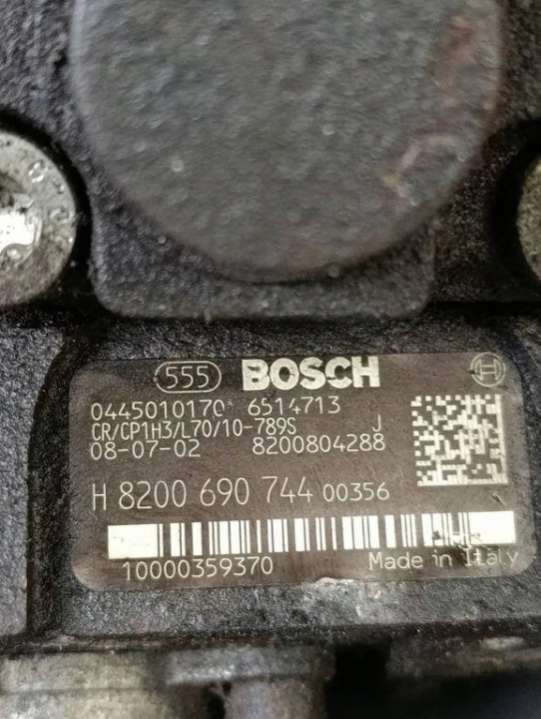 555 BOSCH
0445010170 6514713
CR/CP1H3/L70/10-789S J
08-07-02 8200804288
H 8200 690 744 00356
10000359370 Made in Italy